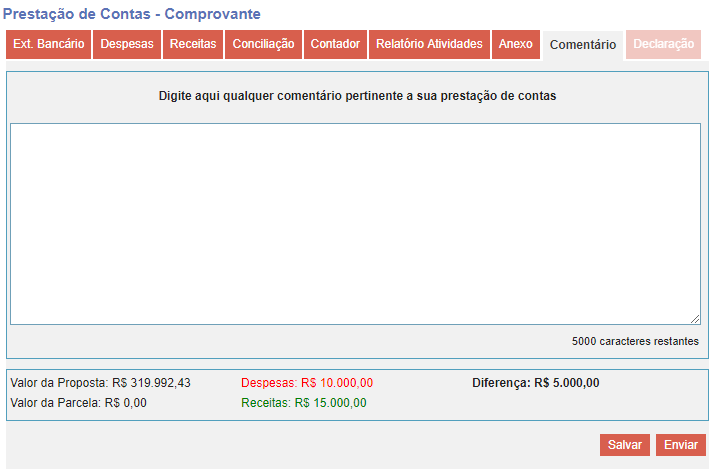 Prestação de Contas - Comprovante
Ext. Bancário Despesas Receitas Conciliação Contador Relatório Atividades Anexo Comentário Declaração
Digite aqui qualquer comentário pertinente a sua prestação de contas
5000 caracteres restantes
Valor da Proposta: R$ 319.992,43 Despesas: R$ 10.000,00 Diferença: R$ 5.000,00
Valor da Parcela: R$ 0,00 Receitas: R$ 15.000,00
Salvar Enviar